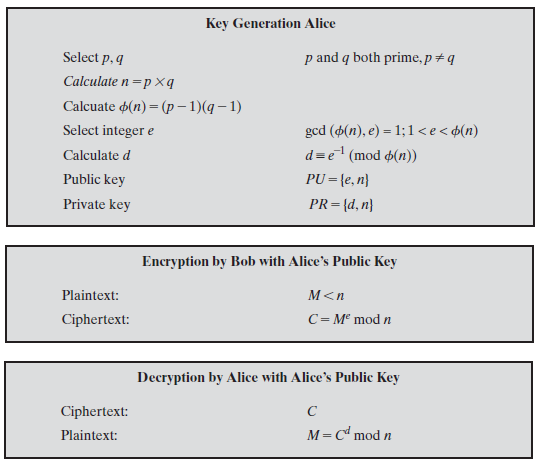 Key Generation Alice
Select p, q p and q both prime, p ≠ q
Calculate n = p × q
Calcuate ϕ(n) = (p − 1)(q − 1)
Select integer e gcd (ϕ(n), e) = 1; 1 < e < ϕ(n)
Calculate d d ≡ e⁻¹ (mod ϕ(n))
Public key PU = {e, n}
Private key PR = {d, n}
Encryption by Bob with Alice's Public Key
Plaintext: M < n
Ciphertext: C = Mᵉ mod n
Decryption by Alice with Alice's Public Key
Ciphertext: C
Plaintext: M = Cᵈ mod n